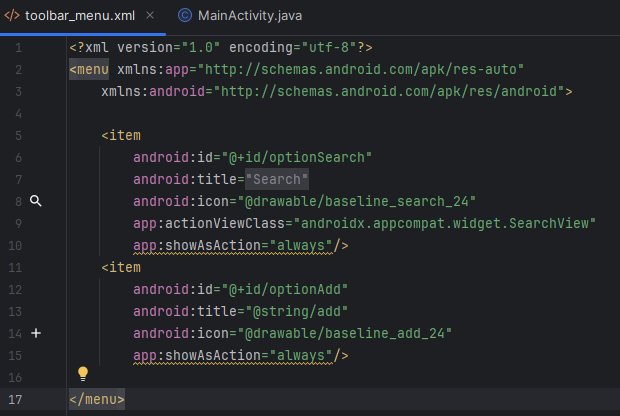 toolbar_menu.xml MainActivity.java
1 <?xml version="1.0" encoding="utf-8"?>
2 <menu xmlns:app="http://schemas.android.com/apk/res-auto"
3     xmlns:android="http://schemas.android.com/apk/res/android">
4
5     <item
6         android:id="@+id/optionSearch"
7         android:title="Search"
8         android:icon="@drawable/baseline_search_24"
9         app:actionViewClass="androidx.appcompat.widget.SearchView"
10         app:showAsAction="always"/>
11     <item
12         android:id="@+id/optionAdd"
13         android:title="@string/add"
14         android:icon="@drawable/baseline_add_24"
15         app:showAsAction="always"/>
16
17 </menu>